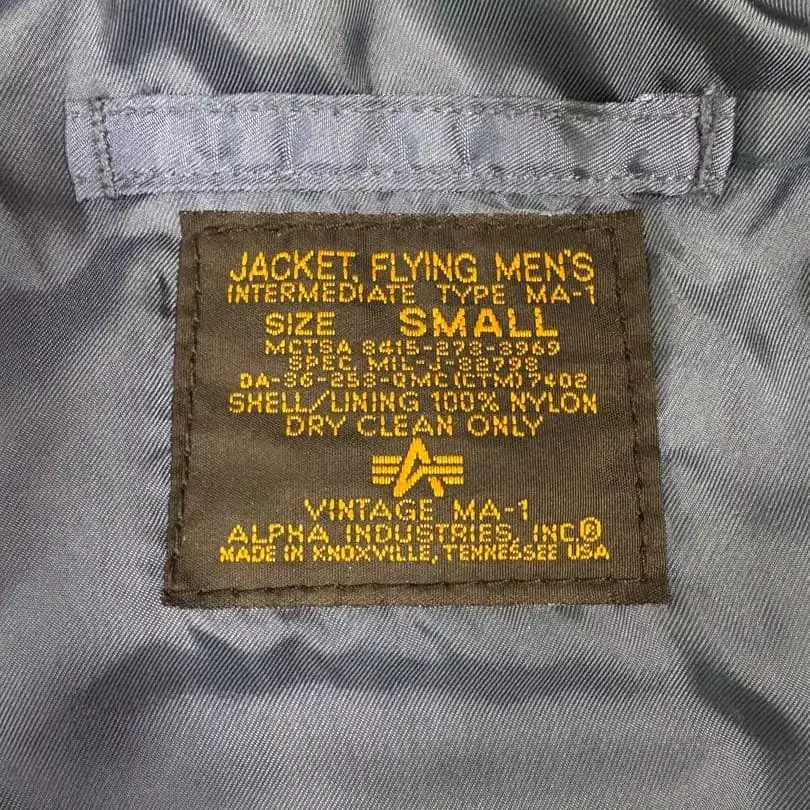 JACKET, FLYING MEN'S
INTERMEDIATE TYPE MA-1
SIZE SMALL
MCTSA 8415-273-3969
SPEC MIL-J-22793
DA-36-253-QMC(CTM)7402
SHELL/LINING 100% NYLON
DRY CLEAN ONLY
VINTAGE MA-1
ALPHA INDUSTRIES, INC.®
MADE IN KNOXVILLE, TENNESSEE USA